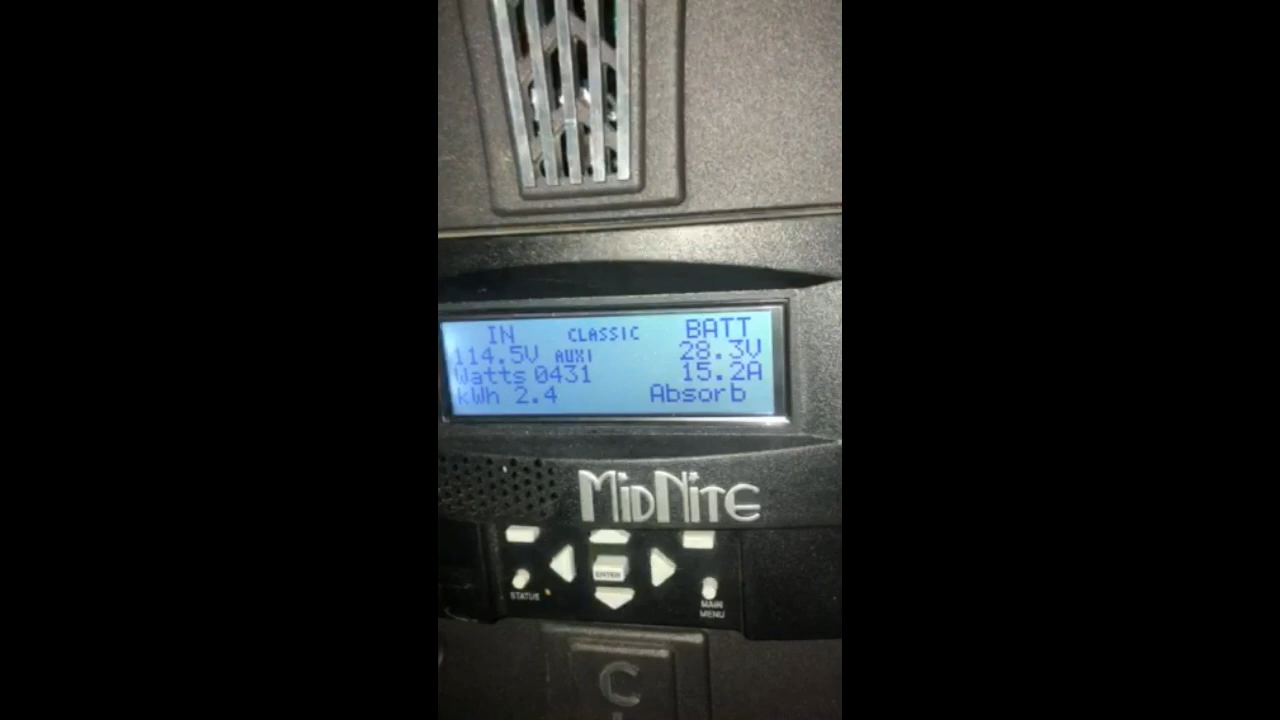 IN CLASSIC BATT
114.5V AUX1 28.3V
Watts 0431 15.2A
kWh 2.4 Absorb
MIDNITE
ENTER
STATUS
MAIN
MENU
C